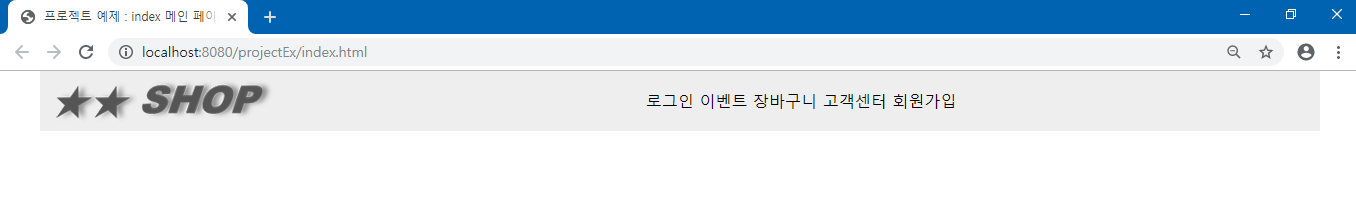 프로젝트 예제 : index 메인 페이
localhost:8080/projectEx/index.html
★★ SHOP
로그인 이벤트 장바구니 고객센터 회원가입